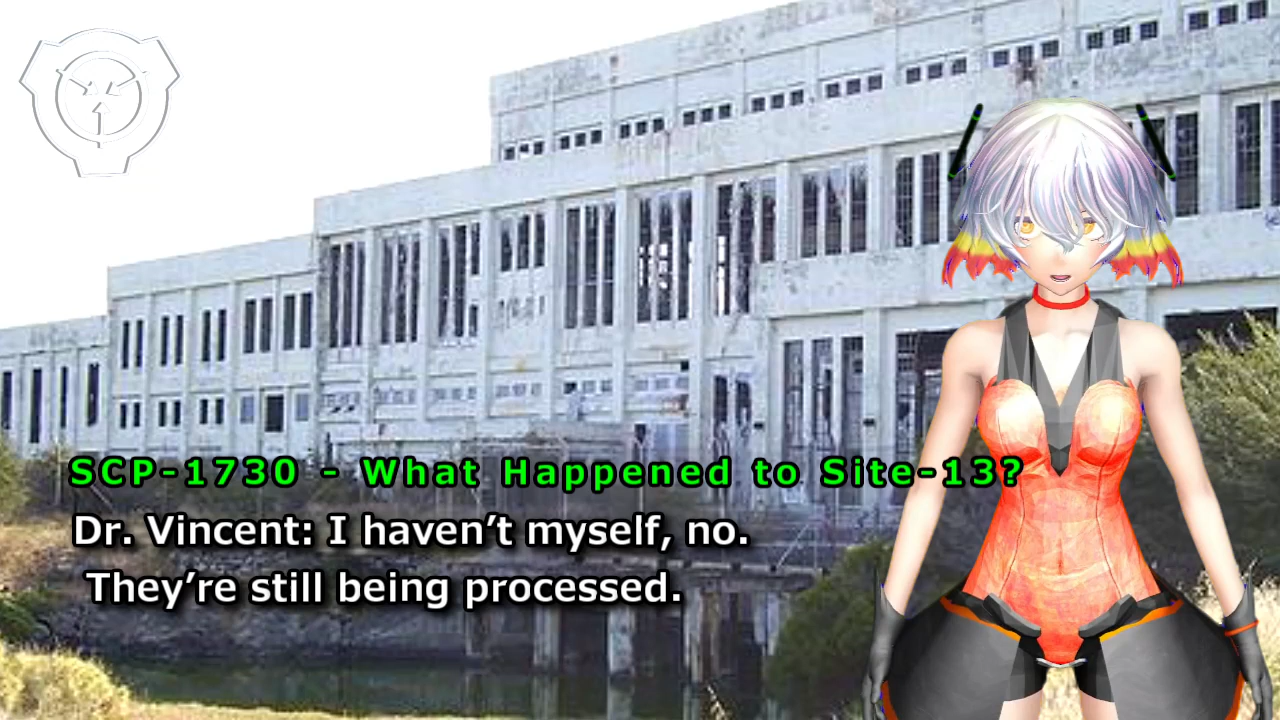 SCP-1730 - What Happened to Site-13?
Dr. Vincent: I haven’t myself, no.
They’re still being processed.